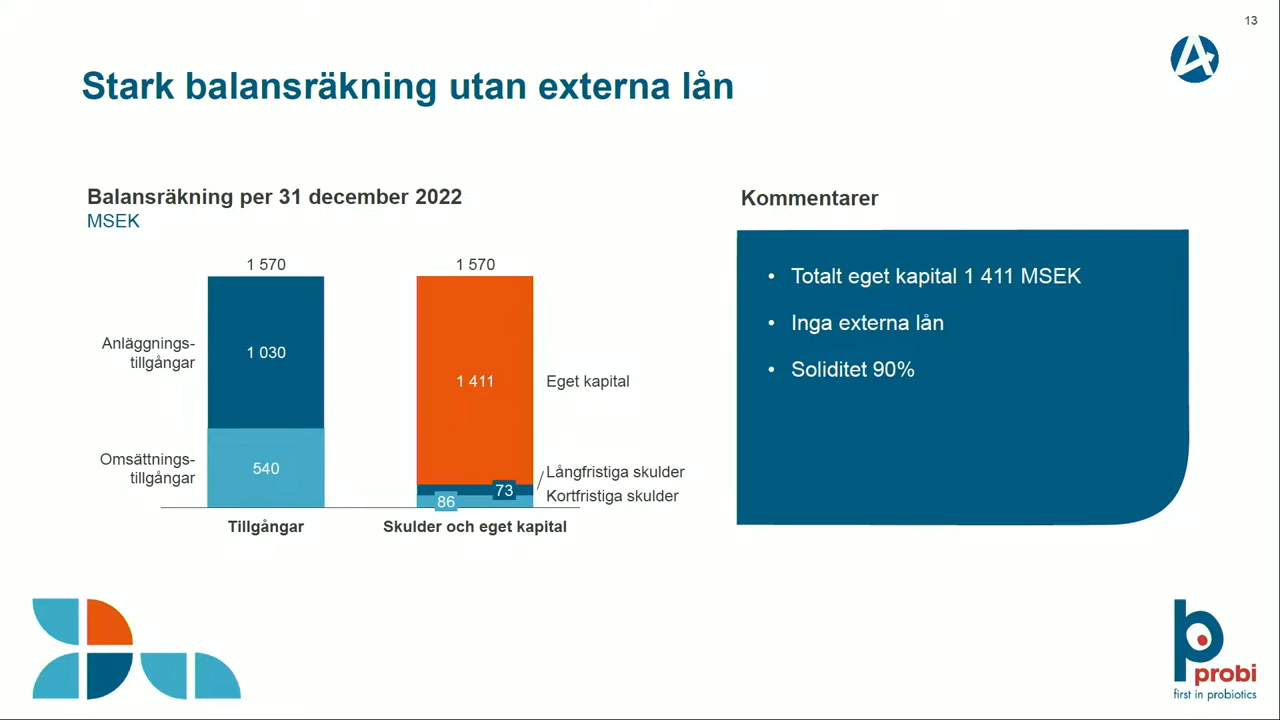 13
Stark balansräkning utan externa lån
Balansräkning per 31 december 2022
MSEK
1 570
1 570
Anläggnings-
tillgångar
1 030
1 411
Eget kapital
Omsättnings-
tillgångar
540
Långfristiga skulder
73
Kortfristiga skulder
86
Tillgångar
Skulder och eget kapital
Kommentarer
• Totalt eget kapital 1 411 MSEK
• Inga externa lån
• Soliditet 90%
probi
first in probiotics